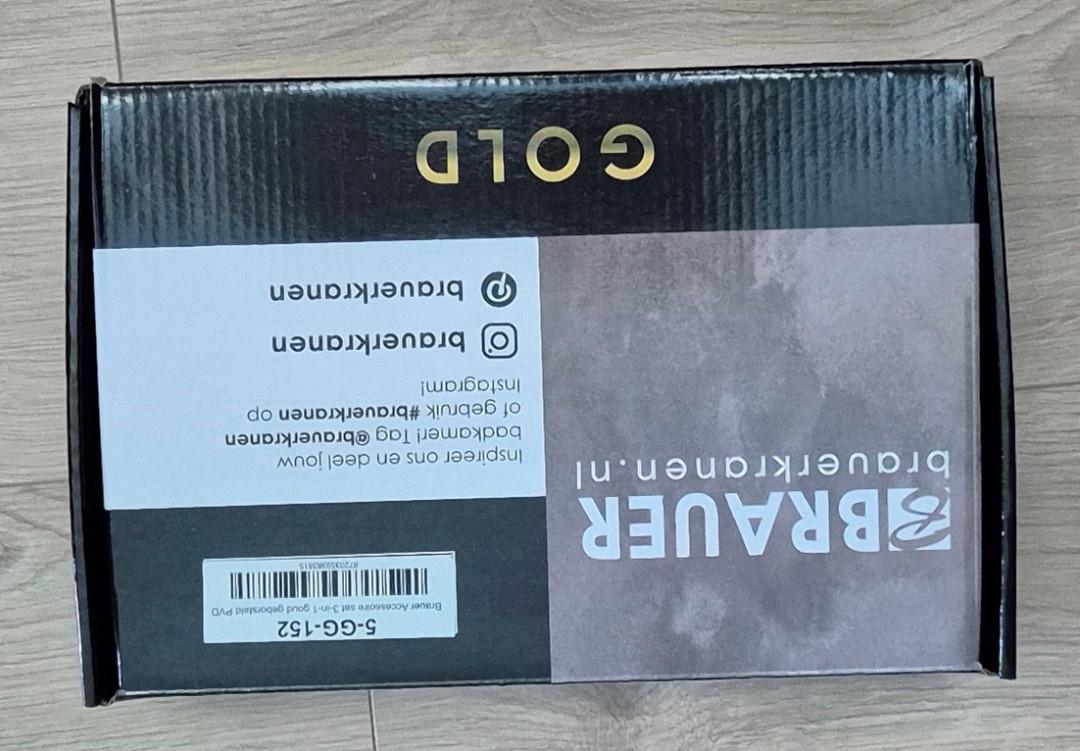 BRAUER
brauerkranen.nl
5-GG-152
Brauer Accessoire set 3-in-1 goud geborsteld PVD
8720359383815
Inspireer ons en deel jouw
badkamer! Tag @brauerkranen
of gebruik #brauerkranen op
Instagram!
brauerkranen
brauerkranen
GOLD